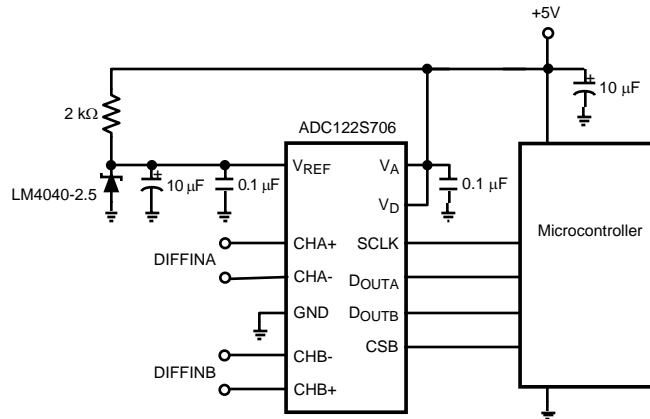 +5V
10 µF
+
2 kΩ
ADC122S706
LM4040-2.5
+
10 µF
0.1 µF
VREF
VA
0.1 µF
VD
Microcontroller
DIFFINA
CHA+
CHA-
SCLK
DOUTA
GND
DOUTB
DIFFINB
CHB-
CHB+
CSB